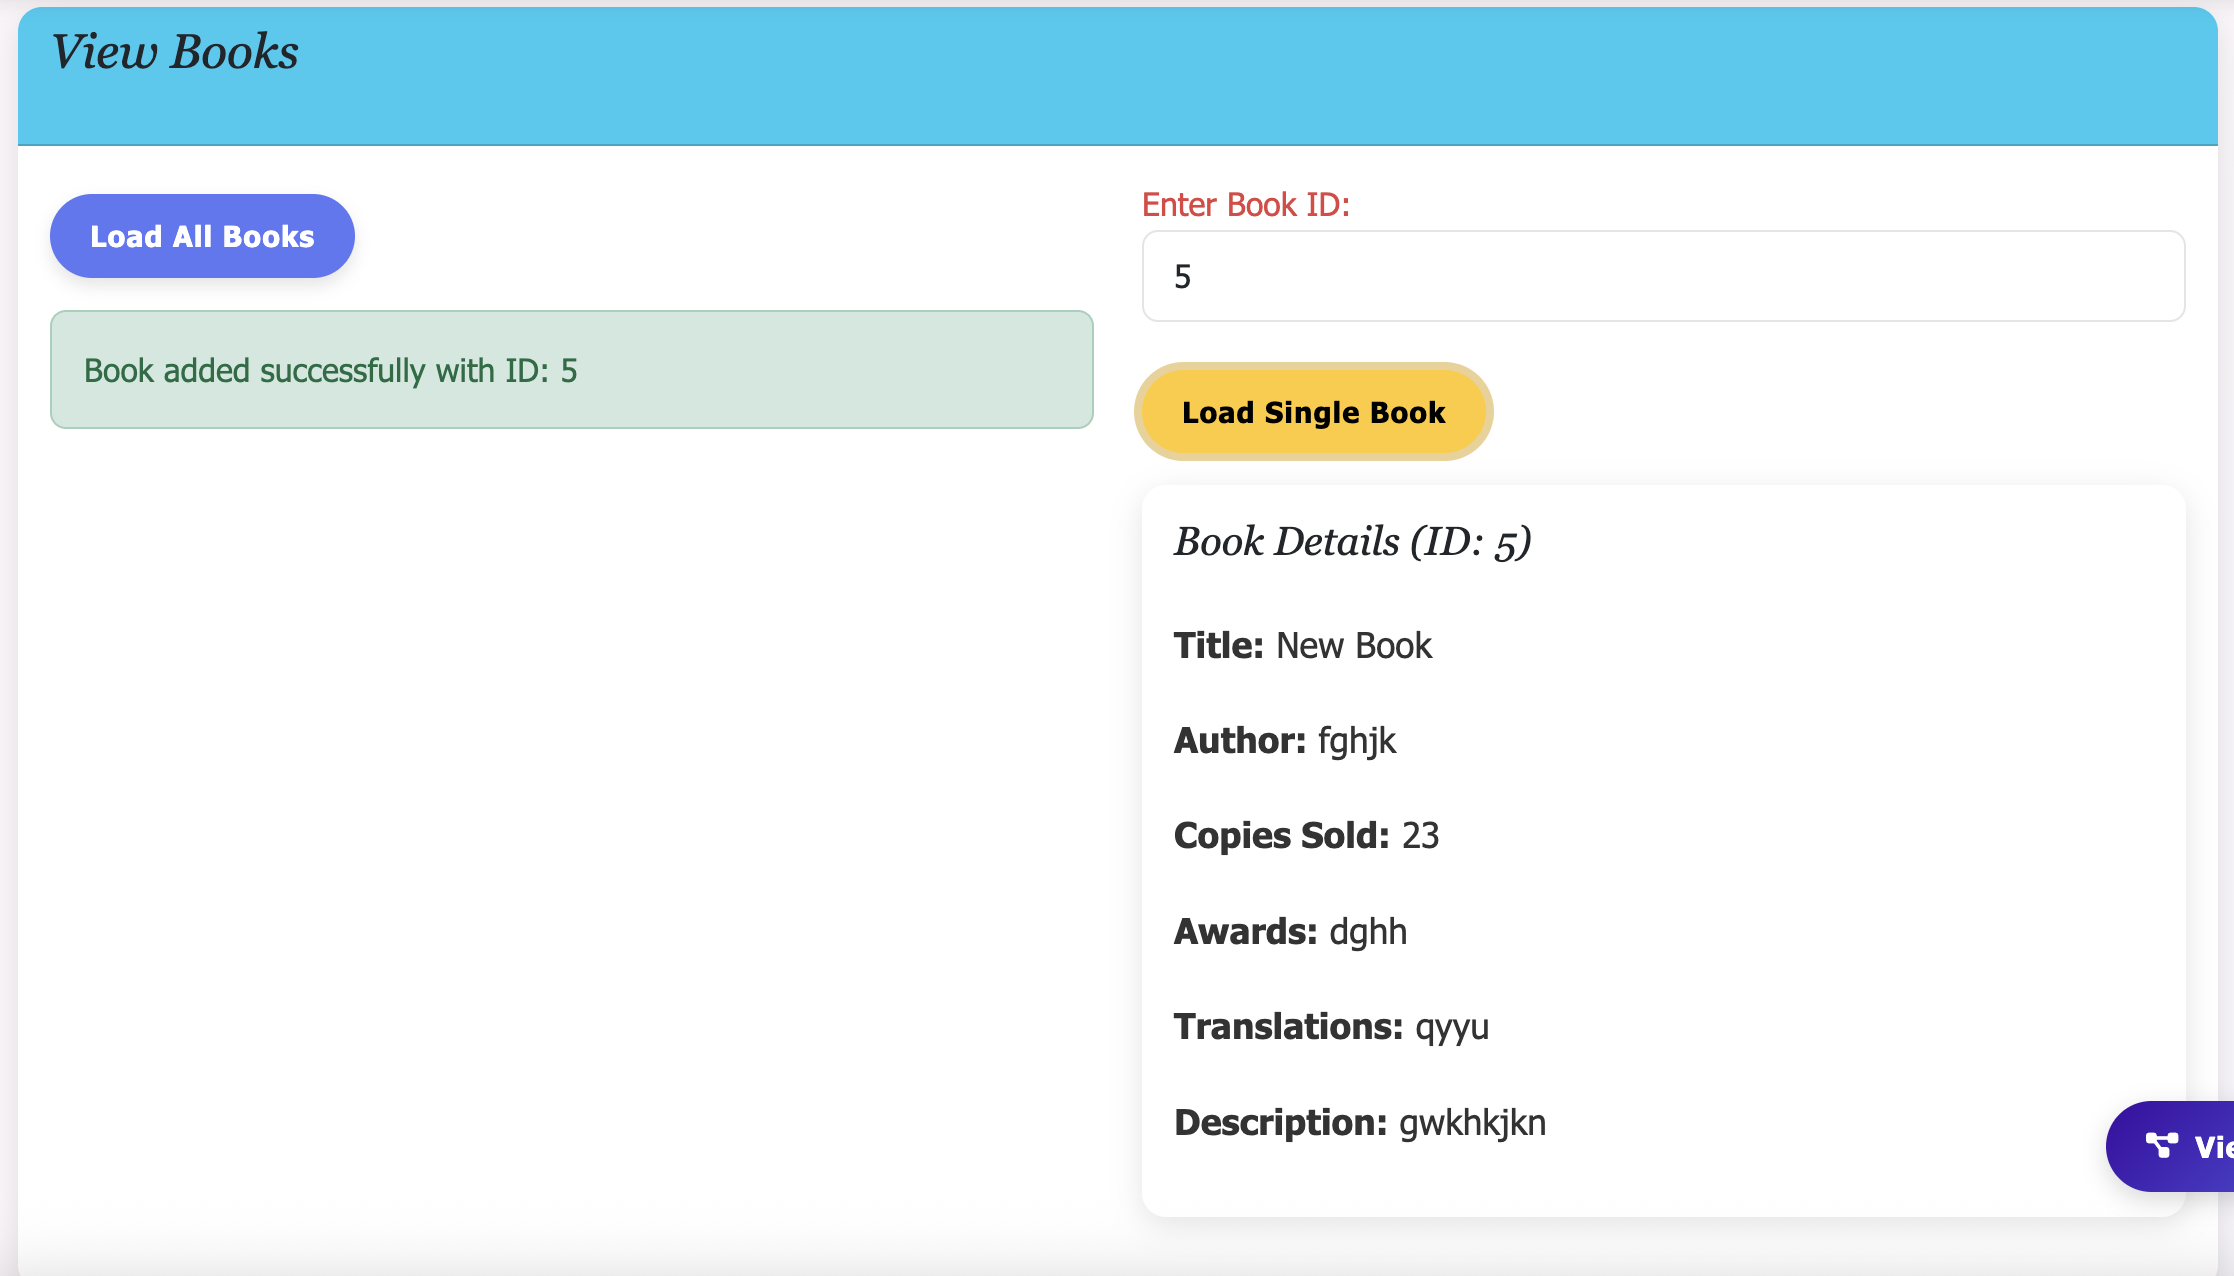 View Books
Load All Books
Book added successfully with ID: 5
Enter Book ID:
5
Load Single Book
Book Details (ID: 5)
Title: New Book
Author: fghjk
Copies Sold: 23
Awards: dghh
Translations: qyyu
Description: gwkhkjkn